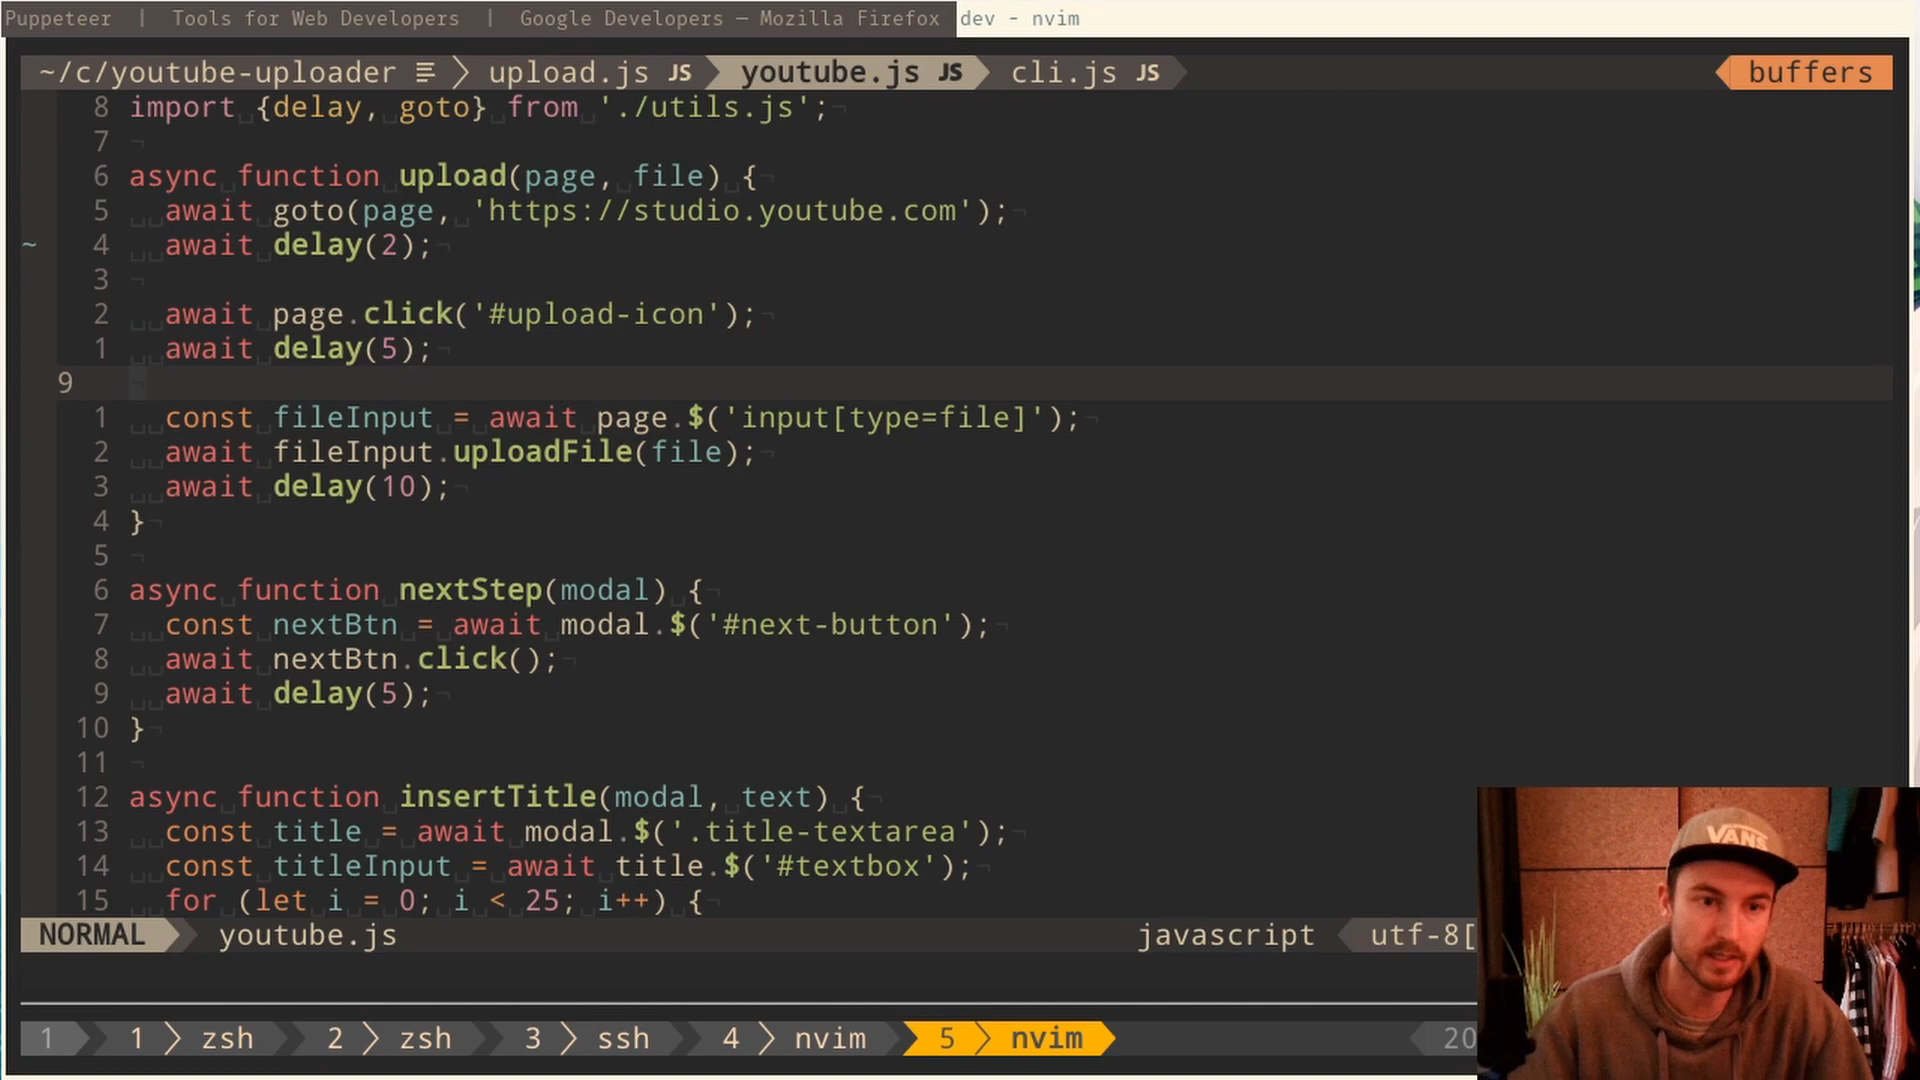 Puppeteer | Tools for Web Developers | Google Developers — Mozilla Firefox dev - nvim
~/c/youtube-uploader upload.js JS youtube.js JS cli.js JS buffers
8 import {delay, goto} from './utils.js';
7
6 async function upload(page, file) {
5 await goto(page, 'https://studio.youtube.com');
~ 4 await delay(2);
3
2 await page.click('#upload-icon');
1 await delay(5);
9
1 const fileInput = await page.$('input[type=file]');
2 await fileInput.uploadFile(file);
3 await delay(10);
4 }
5
6 async function nextStep(modal) {
7 const nextBtn = await modal.$('#next-button');
8 await nextBtn.click();
9 await delay(5);
10 }
11
12 async function insertTitle(modal, text) {
13 const title = await modal.$('.title-textarea');
14 const titleInput = await title.$('#textbox');
15 for (let i = 0; i < 25; i++) {
NORMAL youtube.js javascript utf-8[
1 1 zsh 2 zsh 3 ssh 4 nvim 5 nvim 20
VANS